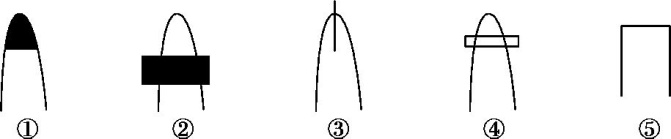 ① ② ③ ④ ⑤